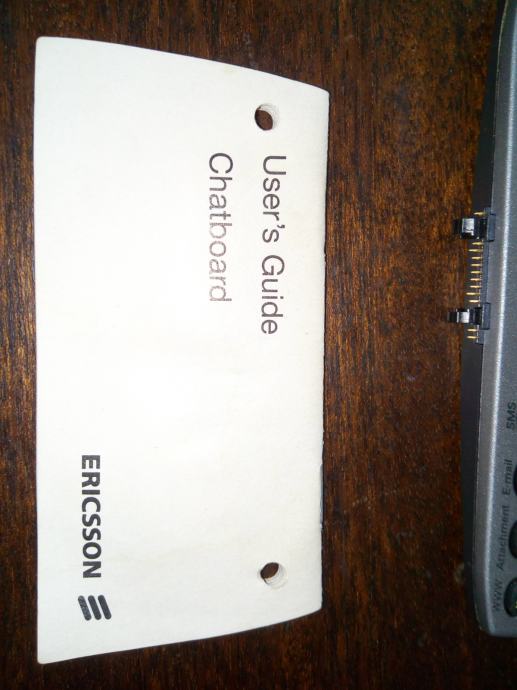 User's Guide
Chatboard
ERICSSON
SMS
E-mail
Attachment
WWW